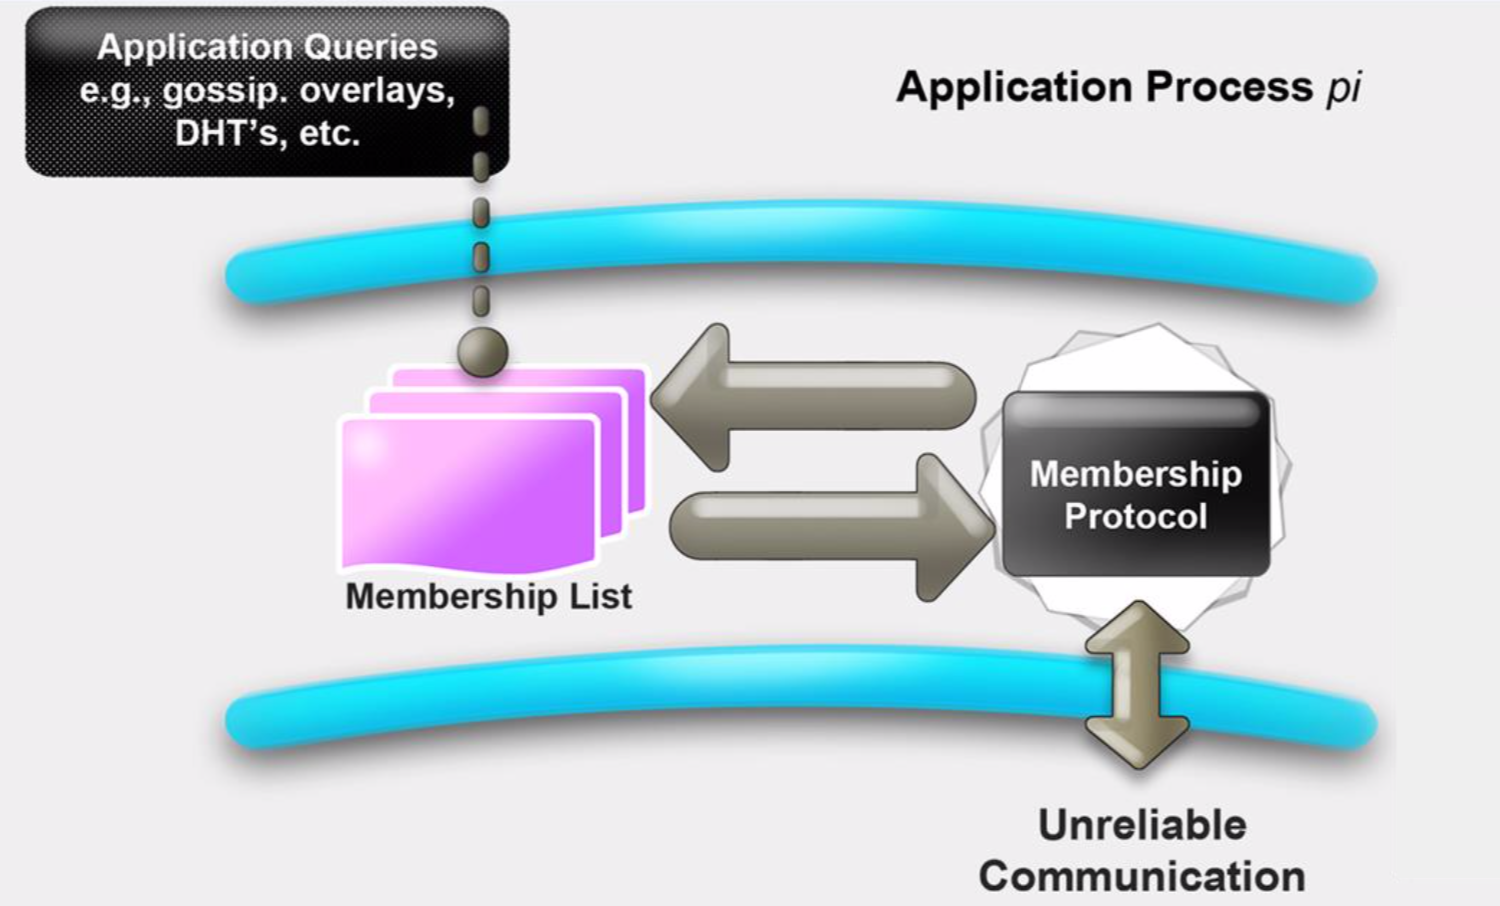 Application Queries
e.g., gossip. overlays,
DHT's, etc.
Application Process pi
Membership
Protocol
Membership List
Unreliable
Communication